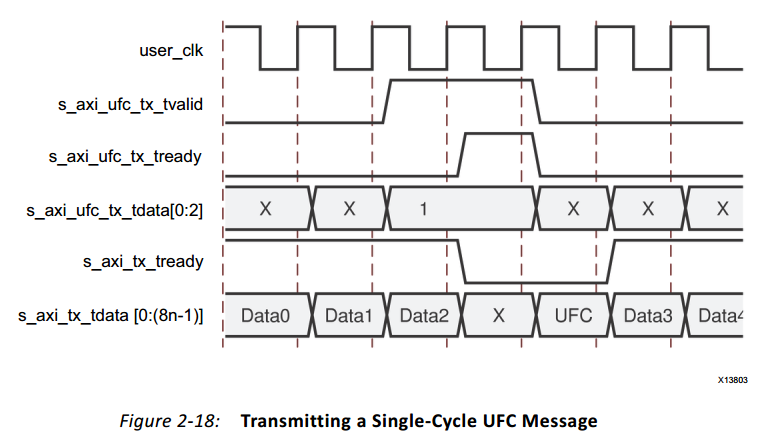 user_clk
s_axi_ufc_tx_tvalid
s_axi_ufc_tx_tready
s_axi_ufc_tx_tdata[0:2] X X 1 X X X
s_axi_tx_tready
s_axi_tx_tdata [0:(8n-1)] Data0 Data1 Data2 X UFC Data3 Data4
X13803
Figure 2-18: Transmitting a Single-Cycle UFC Message